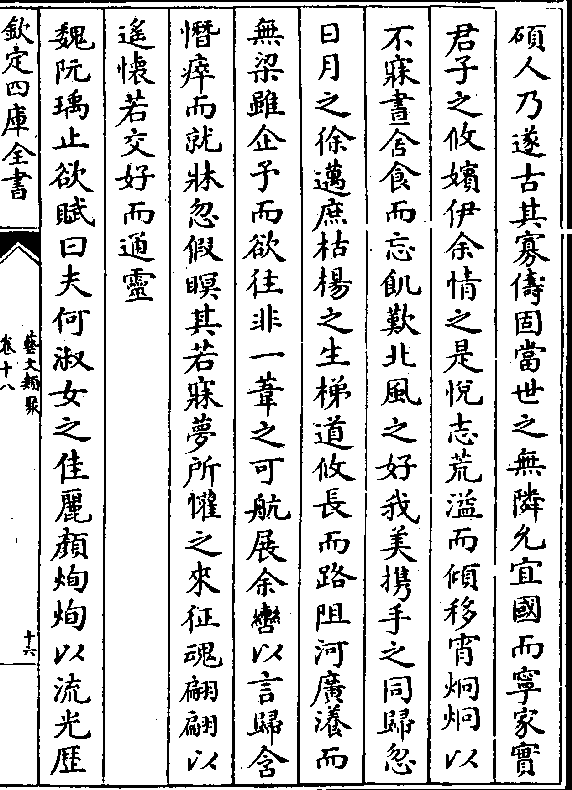 碩人乃遂古其寡儔固當世之無隣允宜國而寧家實
君子之攸嬪伊余情之是悅志荒溢而傾移宵炯炯以
不寐晝舍食而忘飢歎北風之好我美携手之同歸忽
日月之徐邁庶枯楊之生梯道攸長而路阻河廣瀁而
無梁雖企予而欲往非一葦之可航展余轡以言歸含
憯瘁而就牀忽假瞑其若寐夢所懽之來征魂翩翩以
遙懷若交好而通靈
魏阮瑀止欲賦曰夫何淑女之佳麗顏㶷㶷以流光歷
欽定四庫全書
藝文類聚
卷十八
十六